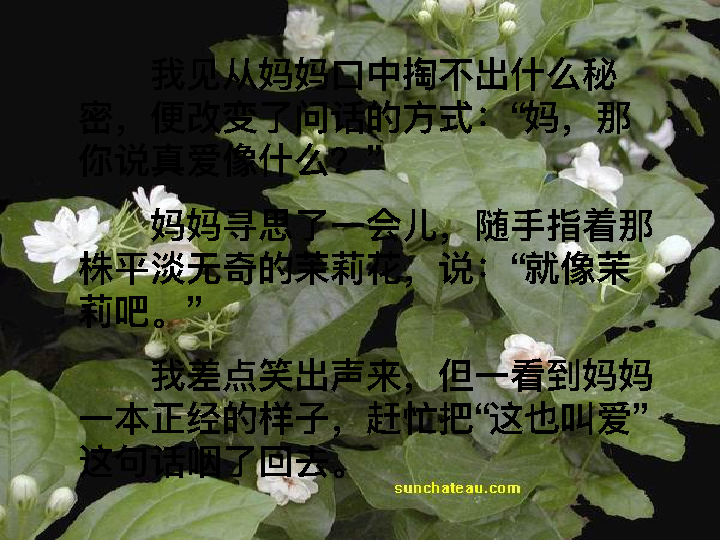 我见从妈妈口中掏不出什么秘
密，便改变了问话的方式：“妈，那
你说真爱像什么？”
妈妈寻思了一会儿，随手指着那
株平淡无奇的茉莉花，说：“就像茉
莉吧。”
我差点笑出声来，但一看到妈妈
一本正经的样子，赶忙把“这也叫爱”
这句话咽了回去。
sunchateau.com